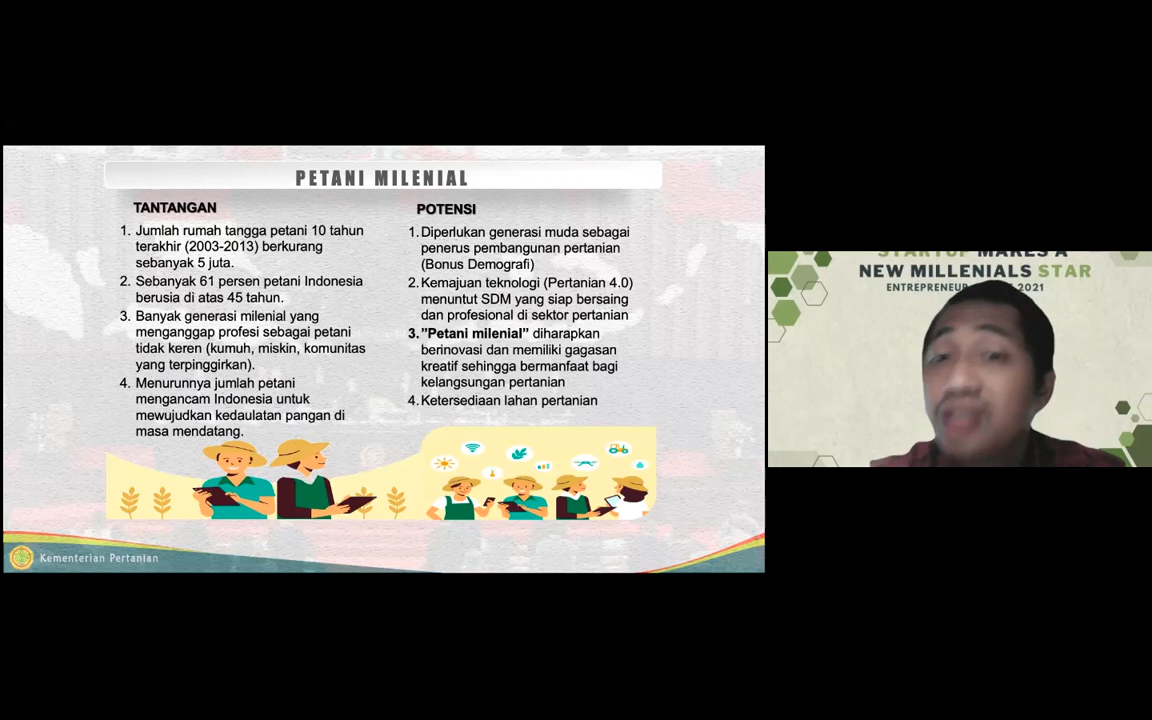 PETANI MILENIAL
TANTANGAN
1. Jumlah rumah tangga petani 10 tahun
terakhir (2003-2013) berkurang
sebanyak 5 juta.
2. Sebanyak 61 persen petani Indonesia
berusia di atas 45 tahun.
3. Banyak generasi milenial yang
menganggap profesi sebagai petani
tidak keren (kumuh, miskin, komunitas
yang terpinggirkan).
4. Menurunnya jumlah petani
mengancam Indonesia untuk
mewujudkan kedaulatan pangan di
masa mendatang.
POTENSI
1. Diperlukan generasi muda sebagai
penerus pembangunan pertanian
(Bonus Demografi)
2. Kemajuan teknologi (Pertanian 4.0)
menuntut SDM yang siap bersaing
dan profesional di sektor pertanian
3. ”Petani milenial” diharapkan
berinovasi dan memiliki gagasan
kreatif sehingga bermanfaat bagi
kelangsungan pertanian
4. Ketersediaan lahan pertanian
Kementerian Pertanian
STARTUP MAKES A
NEW MILLENIALS STAR
ENTREPRENEUR 2021